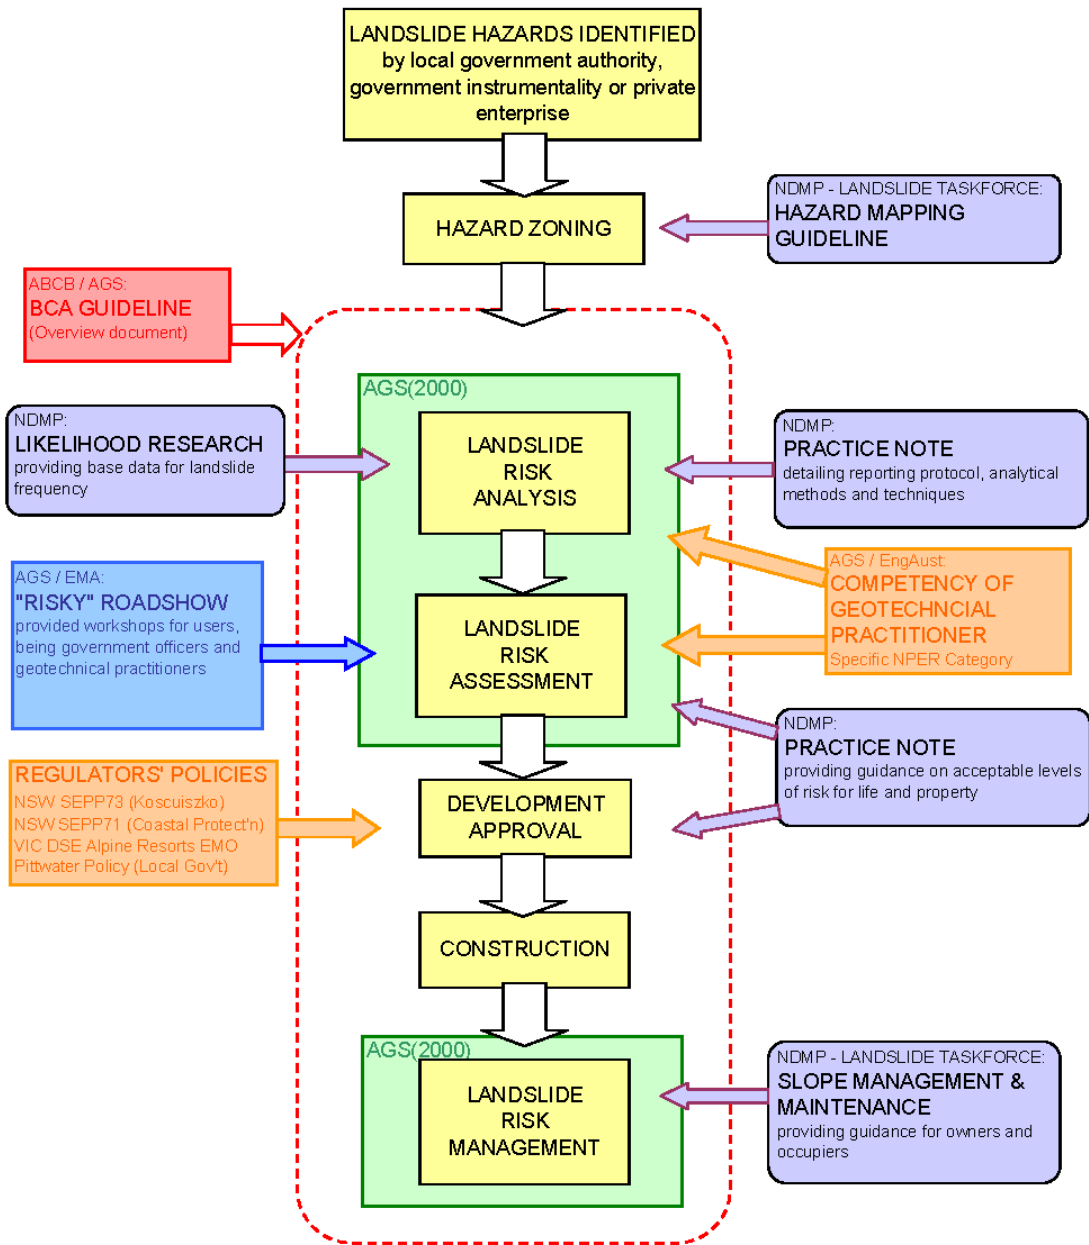 LANDSLIDE HAZARDS IDENTIFIED
by local government authority,
government instrumentality or private
enterprise
NDMP - LANDSLIDE TASKFORCE:
HAZARD MAPPING
GUIDELINE
HAZARD ZONING
ABCB / AGS:
BCA GUIDELINE
(Overview document)
AGS(2000)
NDMP:
LIKELIHOOD RESEARCH
providing base data for landslide
frequency
LANDSLIDE
RISK
ANALYSIS
NDMP:
PRACTICE NOTE
detailing reporting protocol, analytical
methods and techniques
AGS / EMA:
"RISKY" ROADSHOW
provided workshops for users,
being government officers and
geotechnical practitioners
LANDSLIDE
RISK
ASSESSMENT
AGS / EngAust:
COMPETENCY OF
GEOTECHNCIAL
PRACTITIONER
Specific NPER Category
NDMP:
PRACTICE NOTE
providing guidance on acceptable levels
of risk for life and property
REGULATORS' POLICIES
NSW SEPP73 (Koscuiszko)
NSW SEPP71 (Coastal Protect'n)
VIC DSE Alpine Resorts EMO
Pittwater Policy (Local Gov't)
DEVELOPMENT
APPROVAL
CONSTRUCTION
AGS(2000)
LANDSLIDE
RISK
MANAGEMENT
NDMP - LANDSLIDE TASKFORCE:
SLOPE MANAGEMENT &
MAINTENANCE
providing guidance for owners and
occupiers